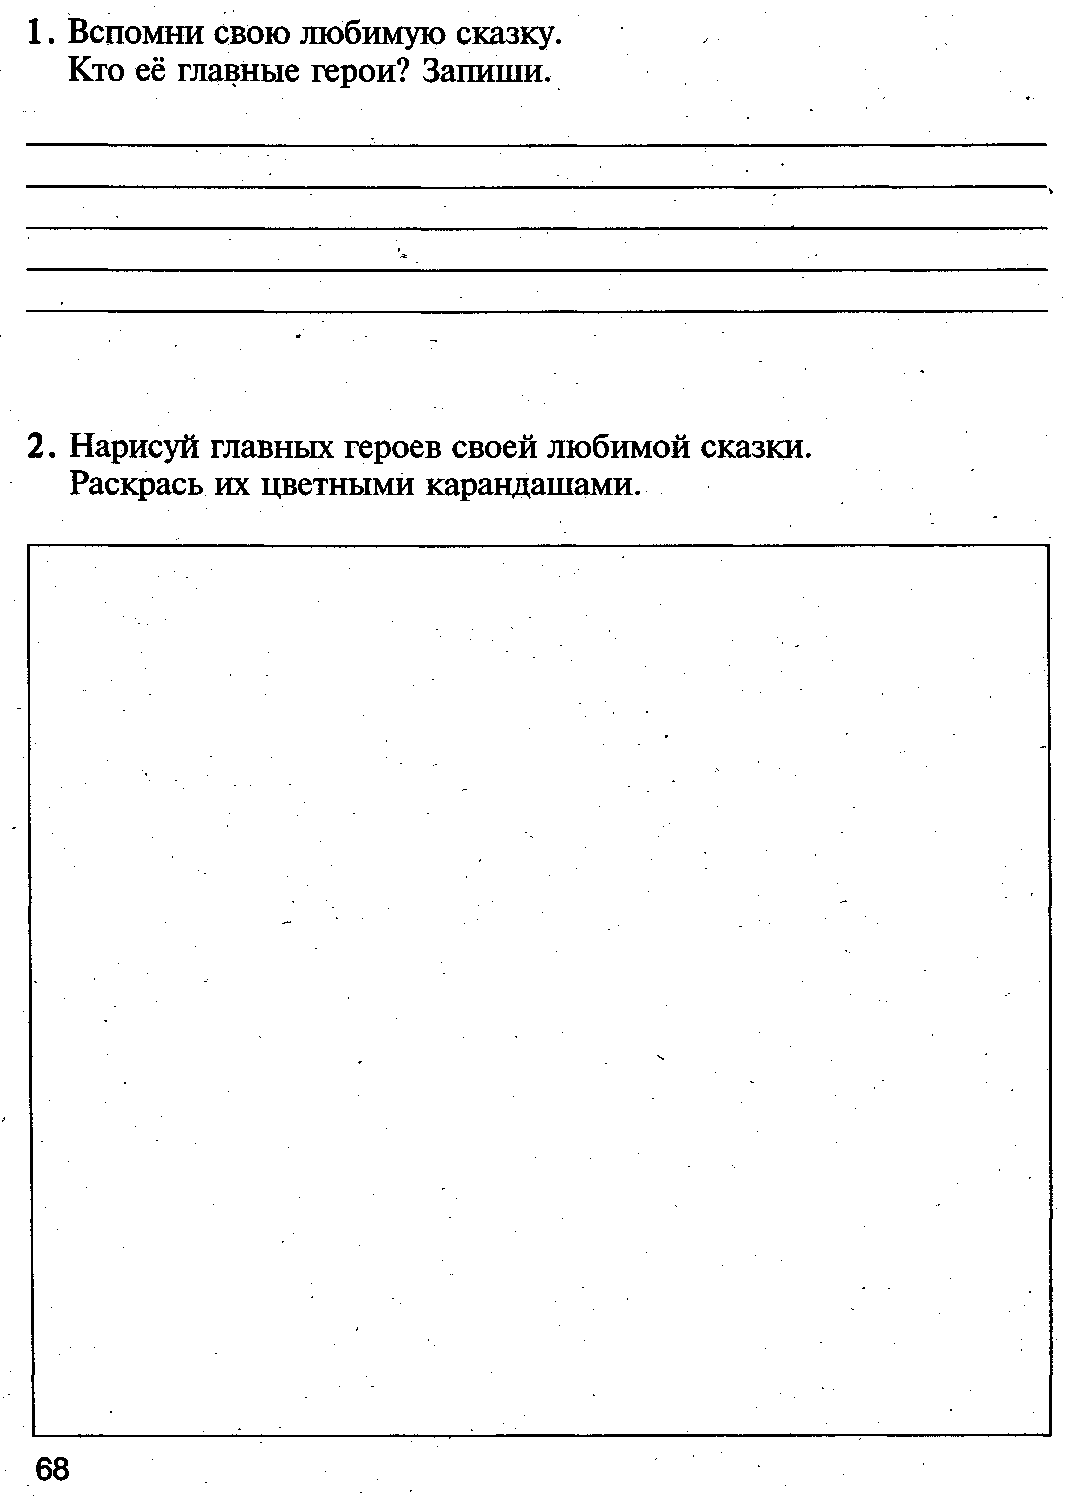 1. Вспомни свою любимую сказку.
Кто её главные герои? Запиши.
2. Нарисуй главных героев своей любимой сказки.
Раскрась их цветными карандашами.
68